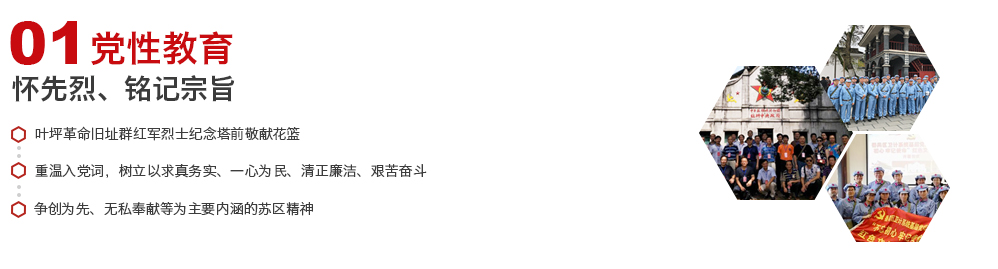 01 党性教育
怀先烈、铭记宗旨
叶坪革命旧址群红军烈士纪念塔前敬献花篮
重温入党词，树立以求真务实、一心为民、清正廉洁、艰苦奋斗
争创为先、无私奉献等为主要内涵的苏区精神